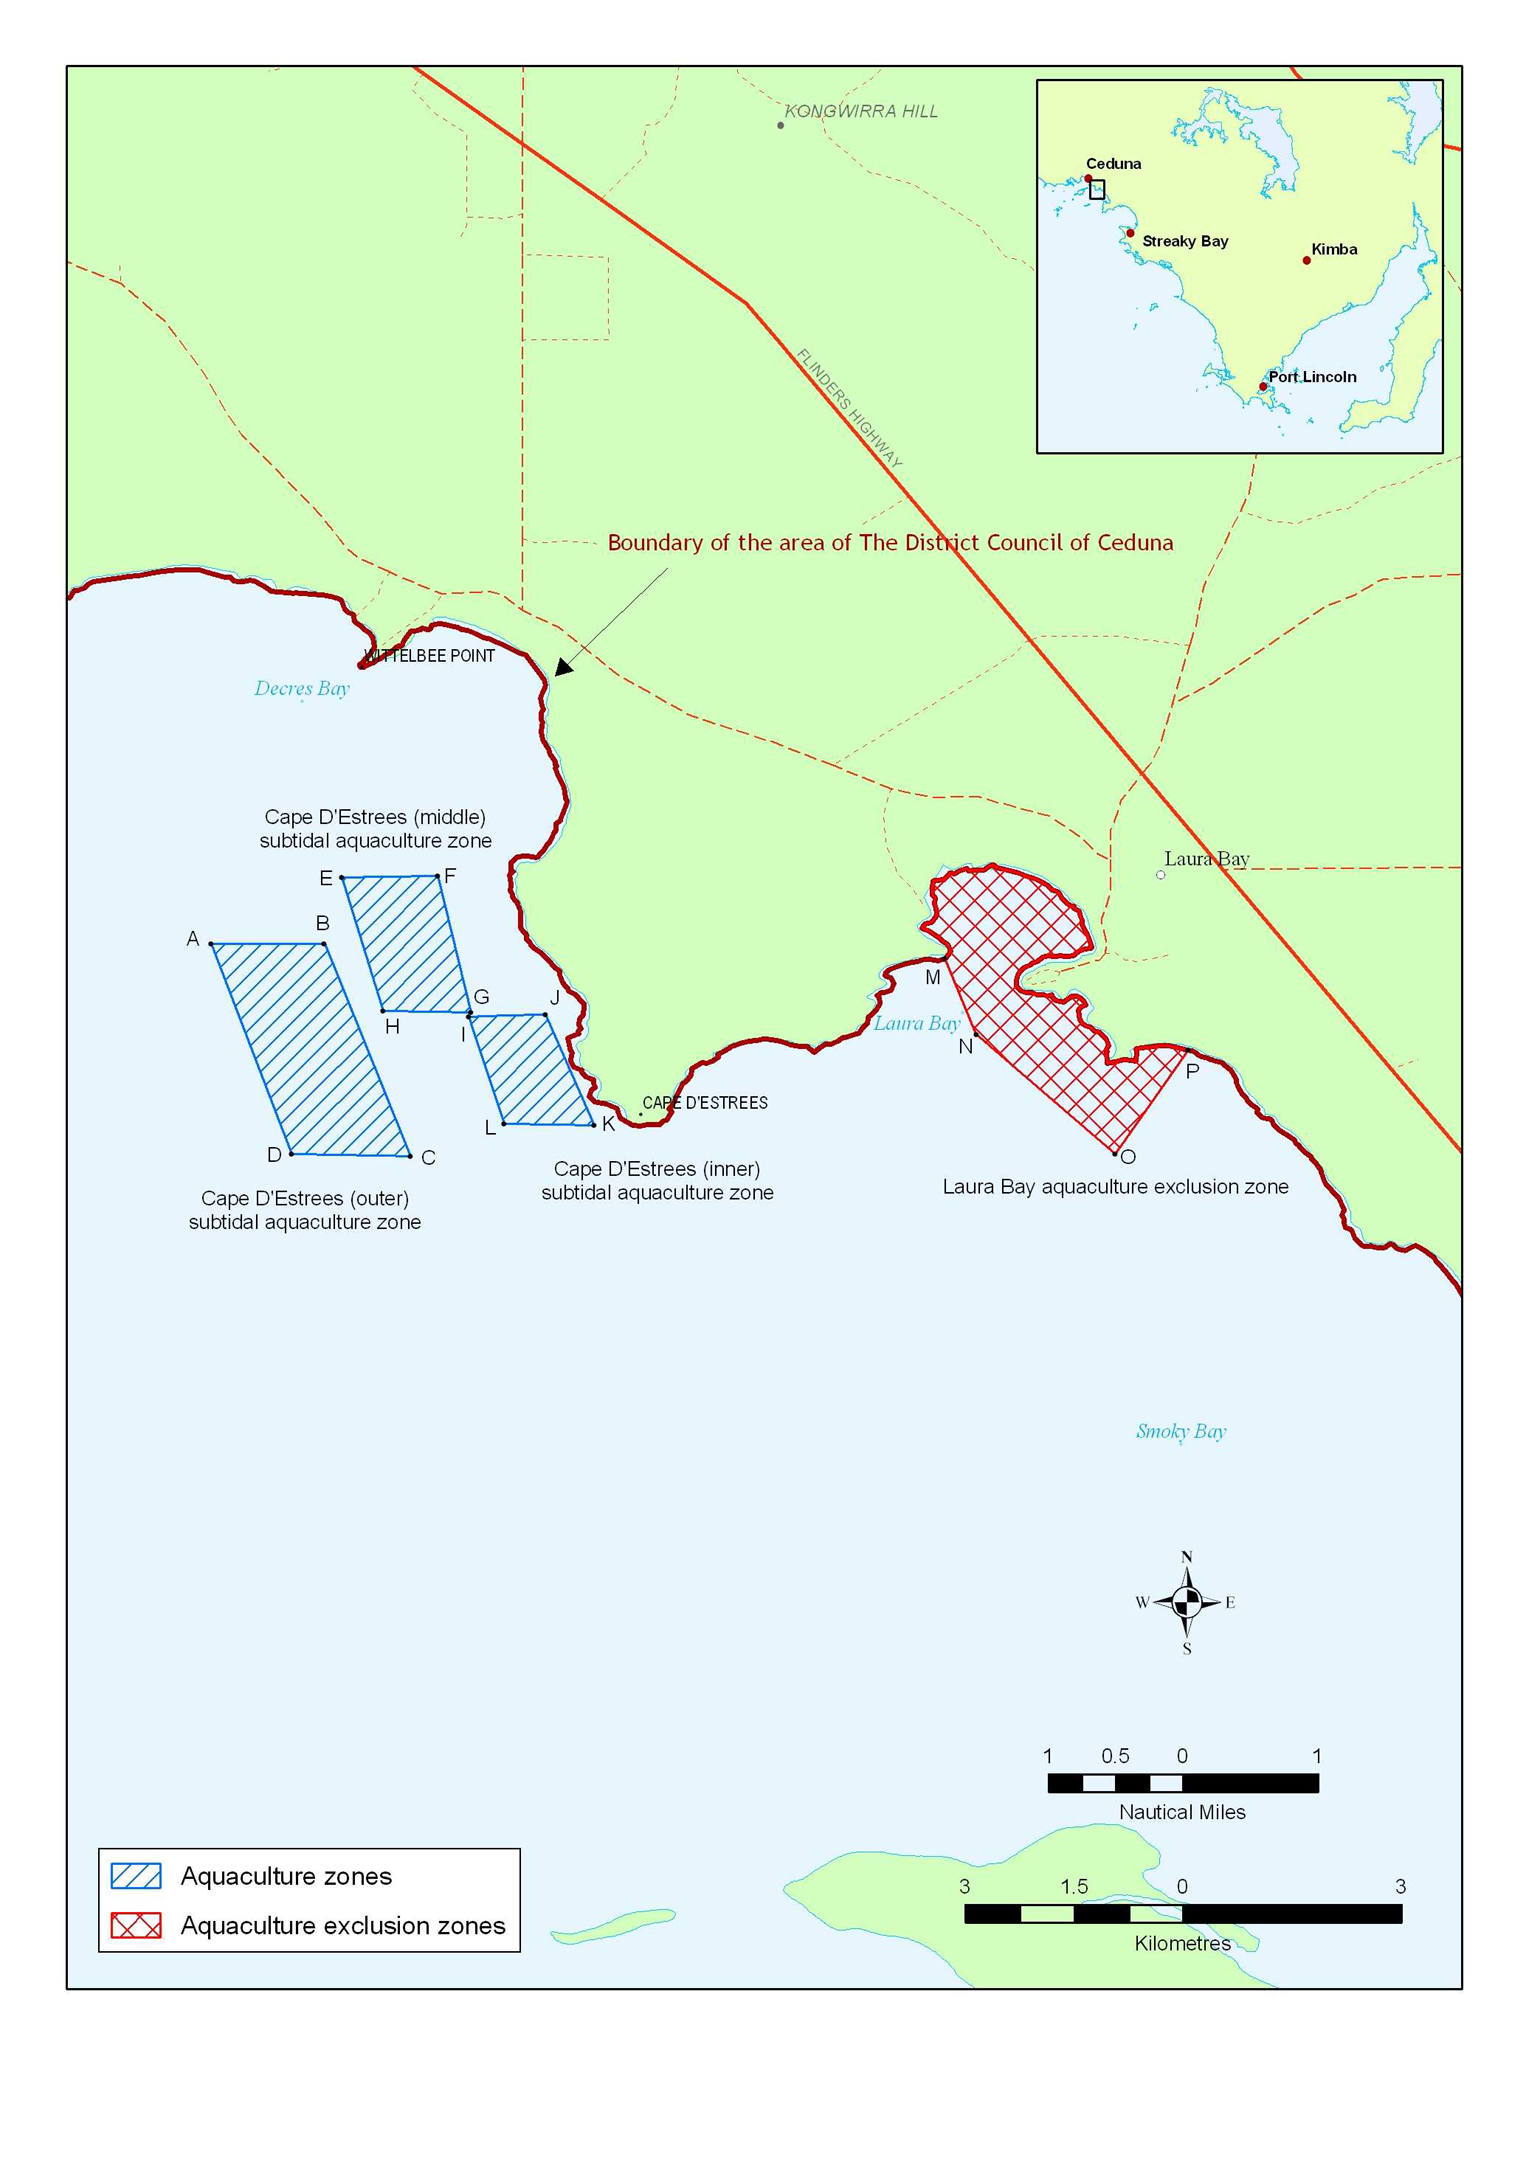 KONGWIRRA HILL
Ceduna
Streaky Bay
Kimba
Port Lincoln
FLINDERS HIGHWAY
Boundary of the area of The District Council of Ceduna
WITTELBEE POINT
Decres Bay
Cape D'Estrees (middle)
subtidal aquaculture zone
Laura Bay
E
F
A
B
M
G
J
H
I
Laura Bay
N
P
CAPE D'ESTREES
L
K
D
C
O
Cape D'Estrees (inner)
subtidal aquaculture zone
Laura Bay aquaculture exclusion zone
Cape D'Estrees (outer)
subtidal aquaculture zone
Smoky Bay
N
W
E
S
1 0.5 0 1
Nautical Miles
3 1.5 0 3
Kilometres
Aquaculture zones
Aquaculture exclusion zones